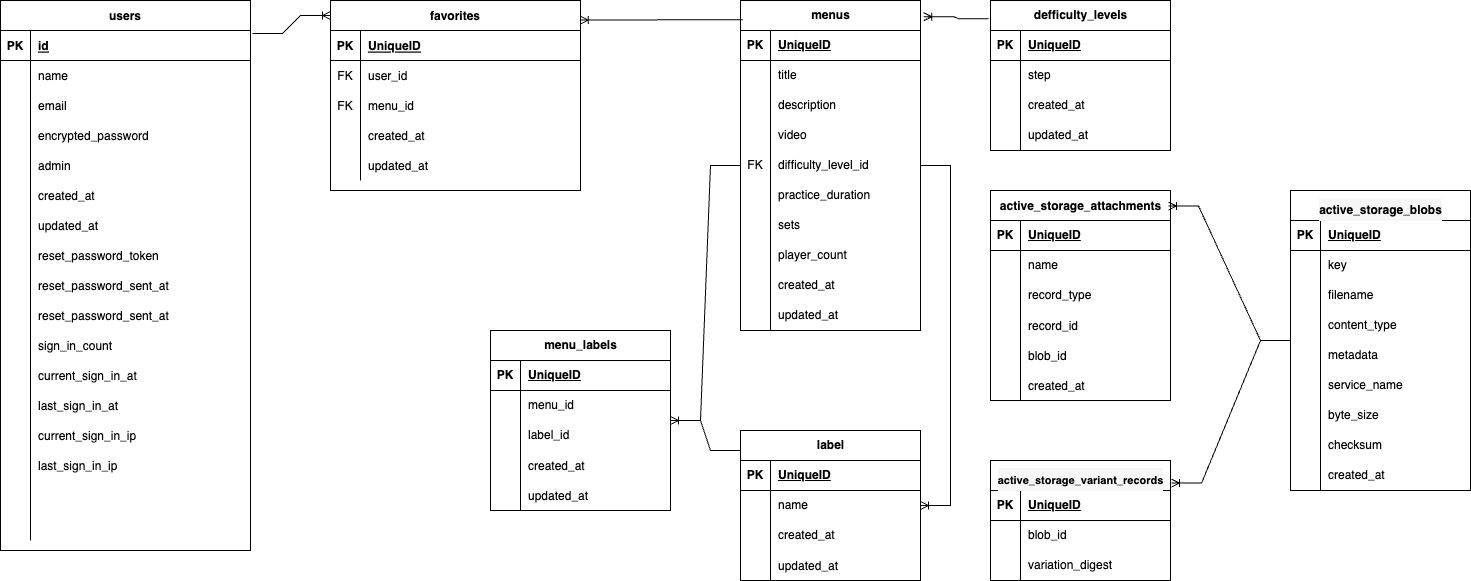 users
PK id
name
email
encrypted_password
admin
created_at
updated_at
reset_password_token
reset_password_sent_at
reset_password_sent_at
sign_in_count
current_sign_in_at
last_sign_in_at
current_sign_in_ip
last_sign_in_ip
favorites
PK UniqueID
FK user_id
FK menu_id
created_at
updated_at
menus
PK UniqueID
title
description
video
FK difficulty_level_id
practice_duration
sets
player_count
created_at
updated_at
defficulty_levels
PK UniqueID
step
created_at
updated_at
menu_labels
PK UniqueID
menu_id
label_id
created_at
updated_at
label
PK UniqueID
name
created_at
updated_at
active_storage_attachments
PK UniqueID
name
record_type
record_id
blob_id
created_at
active_storage_variant_records
PK UniqueID
blob_id
variation_digest
active_storage_blobs
PK UniqueID
key
filename
content_type
metadata
service_name
byte_size
checksum
created_at